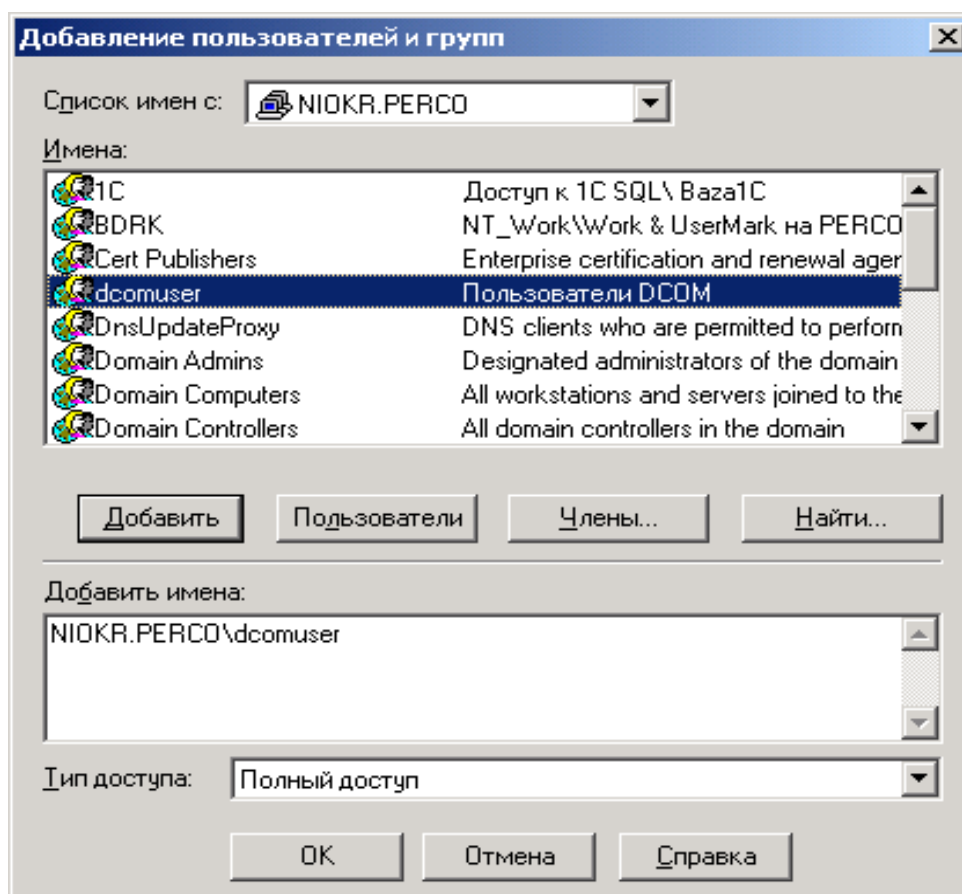 Добавление пользователей и групп
Список имен с: NIOKR.PERCO
Имена:
1C Доступ к 1С SQL\ Baza1C
BDRK NT_Work\Work & UserMark на PERCO
Cert Publishers Enterprise certification and renewal ager
dcomuser Пользователи DCOM
DnsUpdateProxy DNS clients who are permitted to perform
Domain Admins Designated administrators of the domain
Domain Computers All workstations and servers joined to the
Domain Controllers All domain controllers in the domain
Добавить Пользователи Члены... Найти...
Добавить имена:
NIOKR.PERCO\dcomuser
Тип доступа: Полный доступ
OK Отмена Справка